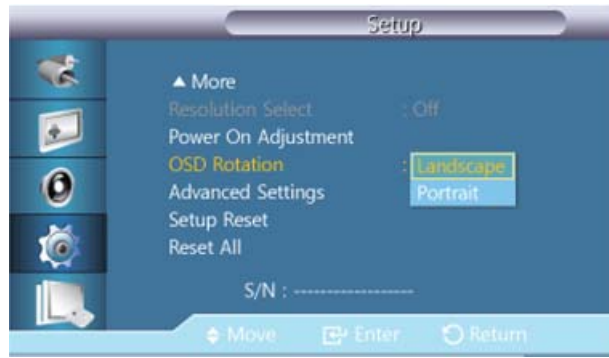 Setup
▲ More
Resolution Select : Off
Power On Adjustment
OSD Rotation : Landscape
Advanced Settings Portrait
Setup Reset
Reset All
S/N : ------------------
Move Enter Return